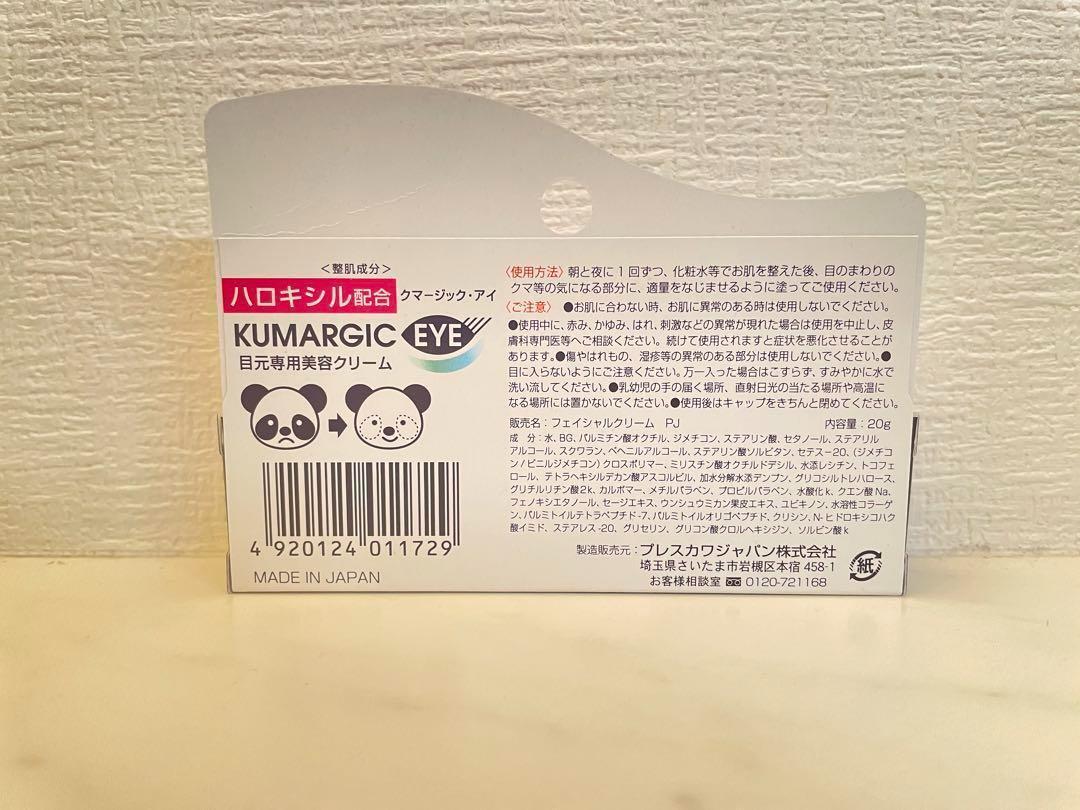 ＜整肌成分＞
ハロキシル配合
クマージック・アイ
KUMARGIC EYE
目元専用美容クリーム
4 920124 011729
MADE IN JAPAN
〈使用方法〉朝と夜に1回ずつ、化粧水等でお肌を整えた後、目のまわりの
クマ等の気になる部分に、適量をなじませるように塗ってご使用ください。
〈ご注意〉 ●お肌に合わない時、お肌に異常のある時は使用しないでください。
●使用中に、赤み、かゆみ、はれ、刺激などの異常が現れた場合は使用を中止し、皮
膚科専門医等へご相談ください。続けて使用されますと症状を悪化させることが
あります。●傷やはれもの、湿疹等の異常のある部分は使用しないでください。●
目に入らないようにご注意ください。万一入った場合はこすらず、すみやかに水で
洗い流してください。●乳幼児の手の届く場所、直射日光の当たる場所や高温に
なる場所には置かないでください。●使用後はキャップをきちんと閉めてください。
販売名：フェイシャルクリーム PJ 内容量：20g
成 分：水、BG、パルミチン酸オクチル、ジメチコン、ステアリン酸、セタノール、ステアリル
アルコール、スクワラン、ベヘニルアルコール、ステアリン酸ソルビタン、セテス－20、（ジメチコ
ン/ビニルジメチコン）クロスポリマー、ミリスチン酸オクチルドデシル、水添レシチン、トコフェ
ロール、テトラヘキシルデカン酸アスコルビル、加水分解水添デンプン、グリコシルトレハロース、
グリチルリチン酸2k、カルボマー、メチルパラベン、プロピルパラベン、水酸化k、クエン酸Na、
フェノキシエタノール、セージエキス、ウンシュウミカン果皮エキス、ユビキノン、水溶性コラーゲ
ン、パルミトイルテトラペプチド-7、パルミトイルオリゴペプチド、クリシン、N-ヒドロキシコハク
酸イミド、ステアレス-20、グリセリン、グリコン酸クロルヘキシジン、ソルビン酸k
製造販売元：プレスカワジャパン株式会社
埼玉県さいたま市岩槻区本宿 458-1
お客様相談室 0120-721168
紙